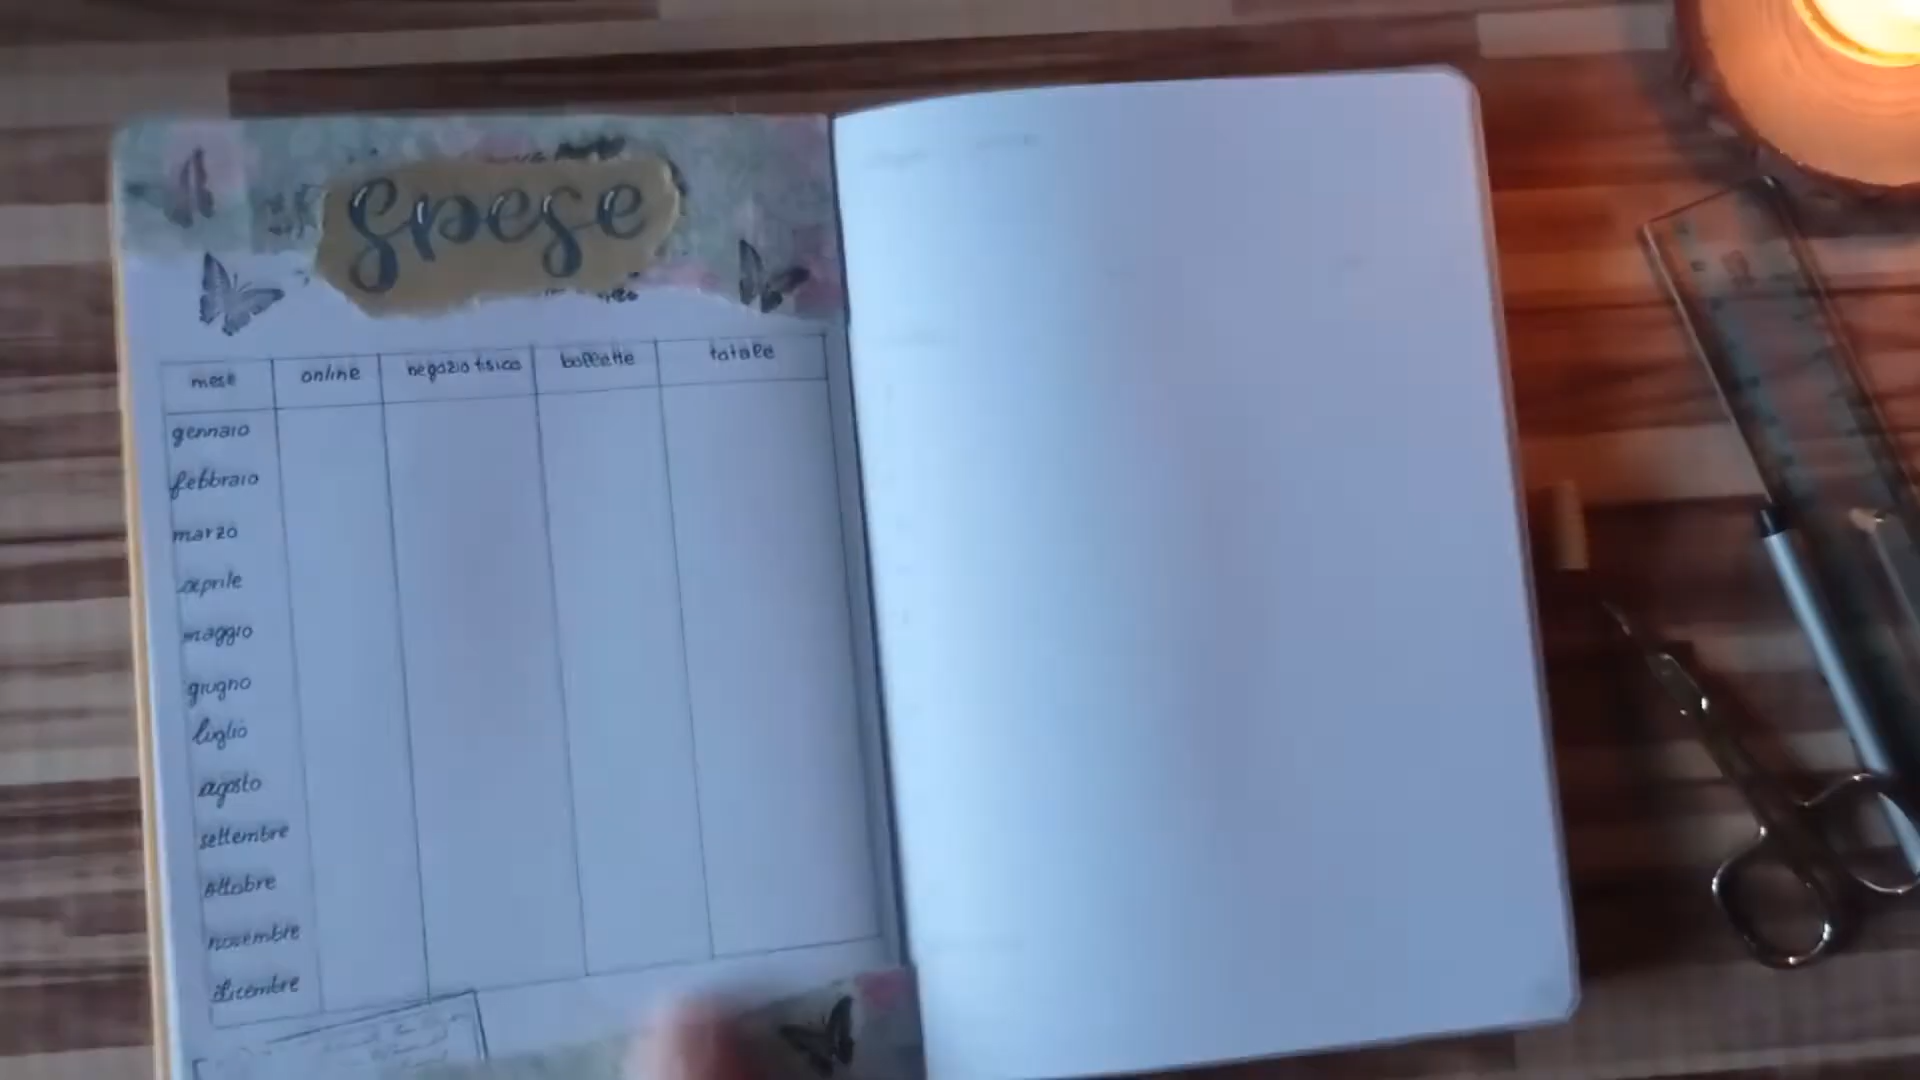 Spese
mese online negozio fisico bollette totale
gennaio
febbraio
marzo
aprile
maggio
giugno
luglio
agosto
settembre
ottobre
novembre
dicembre